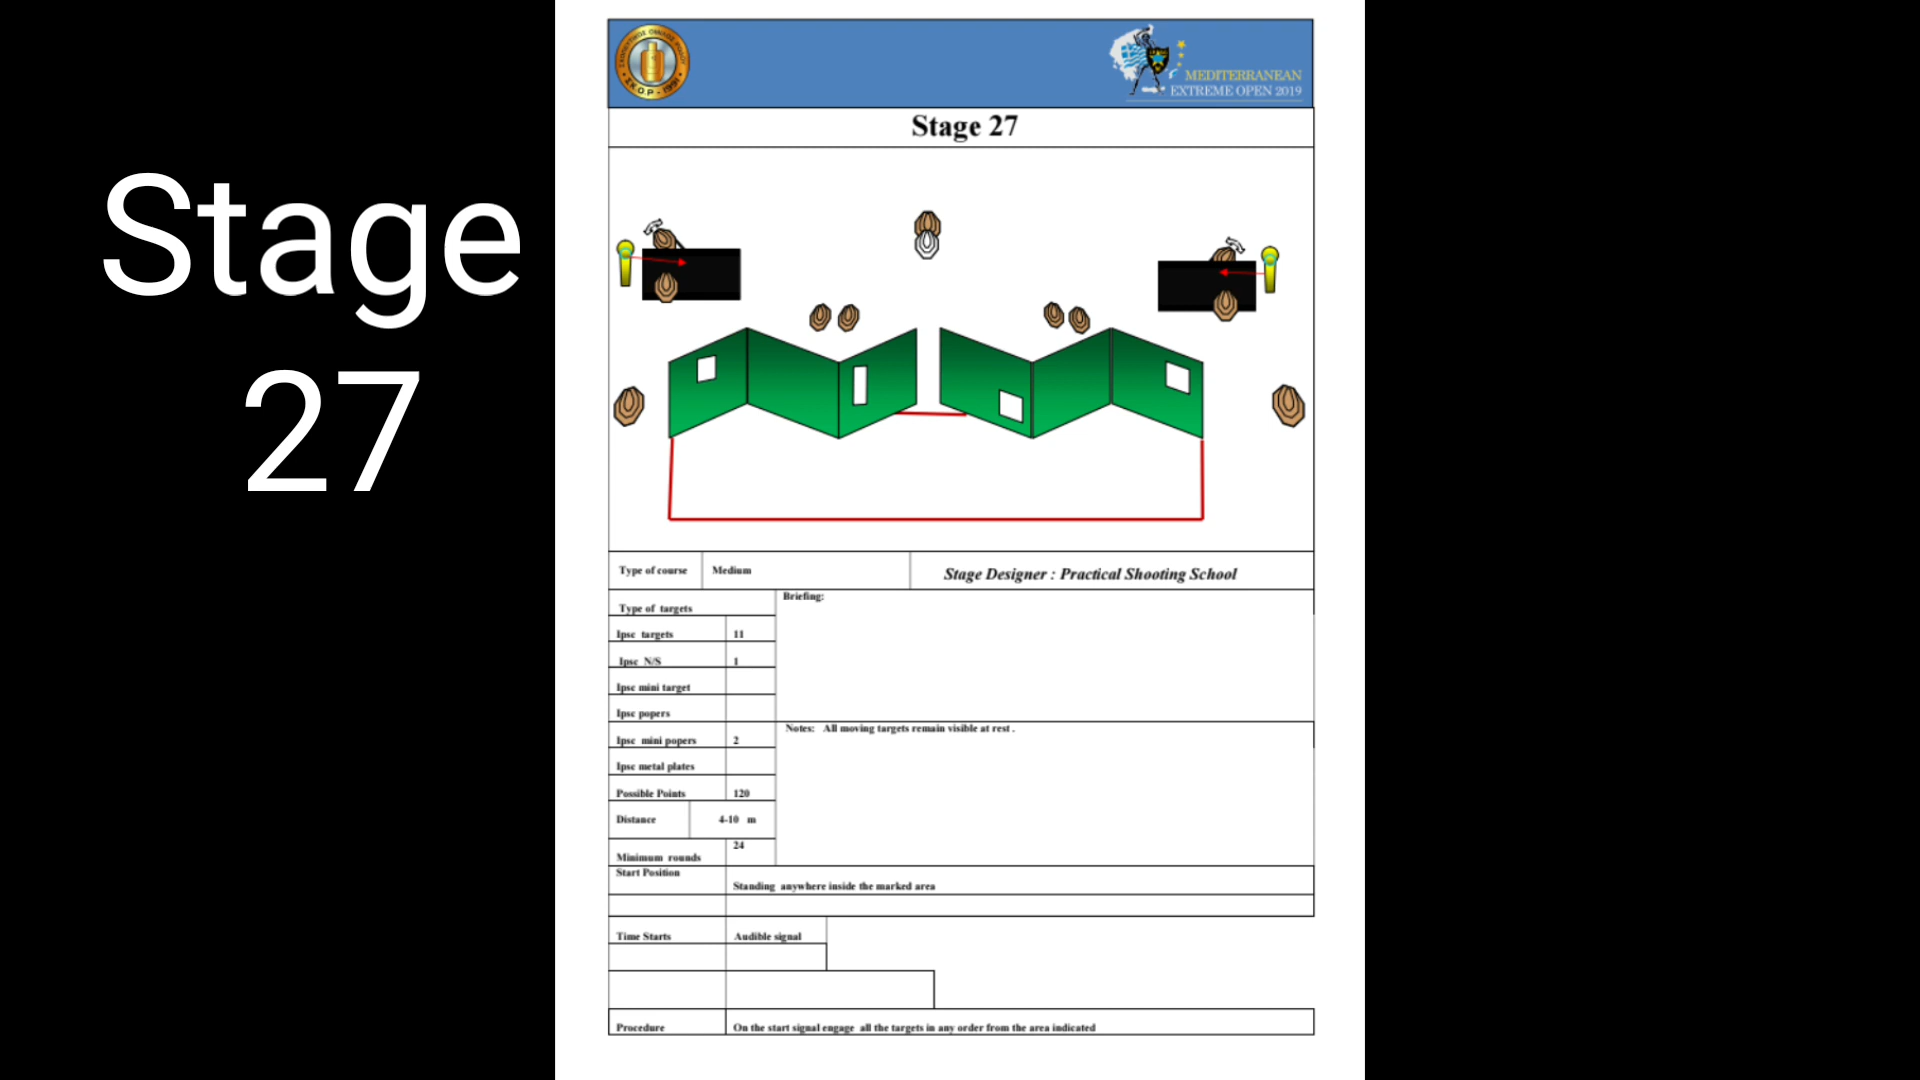 Stage
27
ΣΚΟΠΕΥΤΙΚΟΣ ΟΜΙΛΟΣ ΡΟΔΟΥ
Σ.Κ.Ο.Ρ - 1991
MEDITERRANEAN
EXTREME OPEN 2019
Stage 27
Type of course Medium Stage Designer : Practical Shooting School
Type of targets
Briefing:
Ipsc targets 11
Ipsc N/S 1
Ipsc mini target
Ipsc popers
Notes: All moving targets remain visible at rest .
Ipsc mini popers 2
Ipsc metal plates
Possible Points 120
Distance 4-10 m
Minimum rounds 24
Start Position Standing anywhere inside the marked area
Time Starts Audible signal
Procedure On the start signal engage all the targets in any order from the area indicated